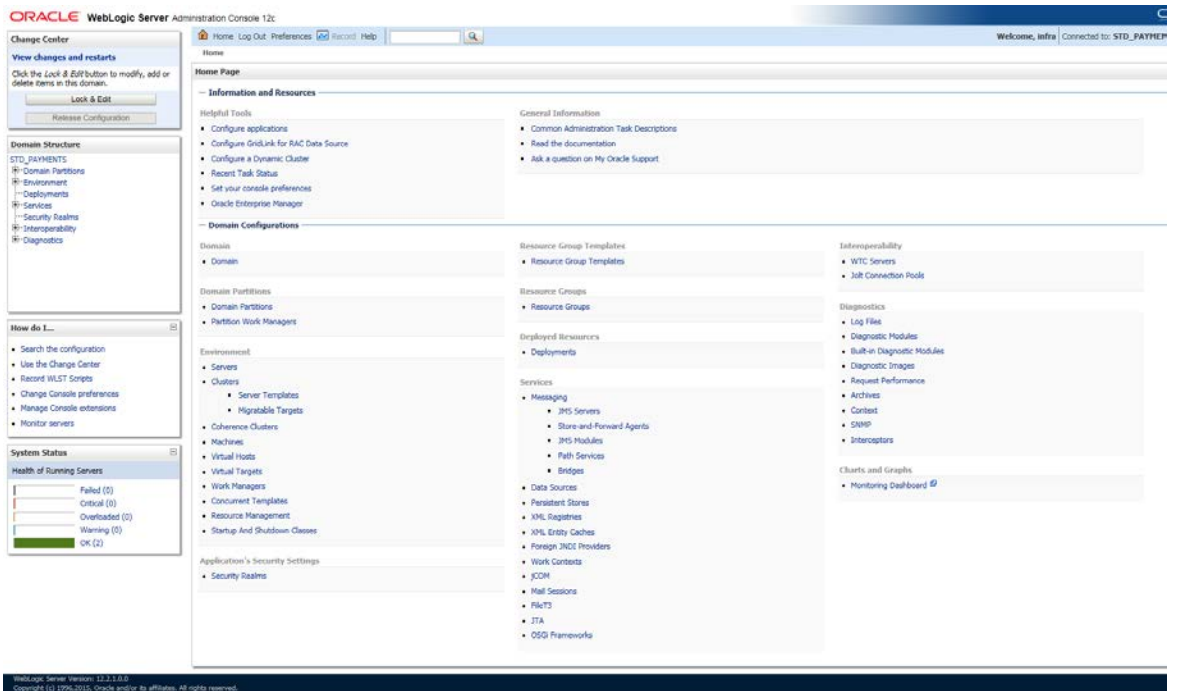 ORACLE WebLogic Server Administration Console 12c
Change Center
View changes and restarts
Click the Lock & Edit button to modify, add or
delete items in this domain.
Lock & Edit
Release Configuration
Domain Structure
STD_PAYMENTS
Domain Partitions
Environment
Deployments
Services
Security Realms
Interoperability
Diagnostics
How do I...
Search the configuration
Use the Change Center
Record WLST Scripts
Change Console preferences
Manage Console extensions
Monitor servers
System Status
Health of Running Servers
Failed (0)
Critical (0)
Overloaded (0)
Warning (0)
OK (2)
Home Log Out Preferences Record Help
Welcome, infra Connected to: STD_PAYMEN
Home
Home Page
Information and Resources
Helpful Tools
Configure applications
Configure GridLink for RAC Data Source
Configure a Dynamic Cluster
Recent Task Status
Set your console preferences
Oracle Enterprise Manager
General Information
Common Administration Task Descriptions
Read the documentation
Ask a question on My Oracle Support
Domain Configurations
Domain
Domain
Domain Partitions
Domain Partitions
Partition Work Managers
Environment
Servers
Clusters
Server Templates
Migratable Targets
Coherence Clusters
Machines
Virtual Hosts
Virtual Targets
Work Managers
Concurrent Templates
Resource Management
Startup And Shutdown Classes
Application's Security Settings
Security Realms
Resource Group Templates
Resource Group Templates
Resource Groups
Resource Groups
Deployed Resources
Deployments
Services
Messaging
JMS Servers
Store-and-Forward Agents
JMS Modules
Path Services
Bridges
Data Sources
Persistent Stores
XML Registries
XML Entity Caches
Foreign JNDI Providers
Work Contexts
jCOM
Mail Sessions
FileT3
JTA
OSGi Frameworks
Interoperability
WTC Servers
Jolt Connection Pools
Diagnostics
Log Files
Diagnostic Modules
Built-in Diagnostic Modules
Diagnostic Images
Request Performance
Archives
Context
SNMP
Interceptors
Charts and Graphs
Monitoring Dashboard
WebLogic Server Version: 12.2.1.0.0
Copyright (c) 1996,2015, Oracle and/or its affiliates. All rights reserved.